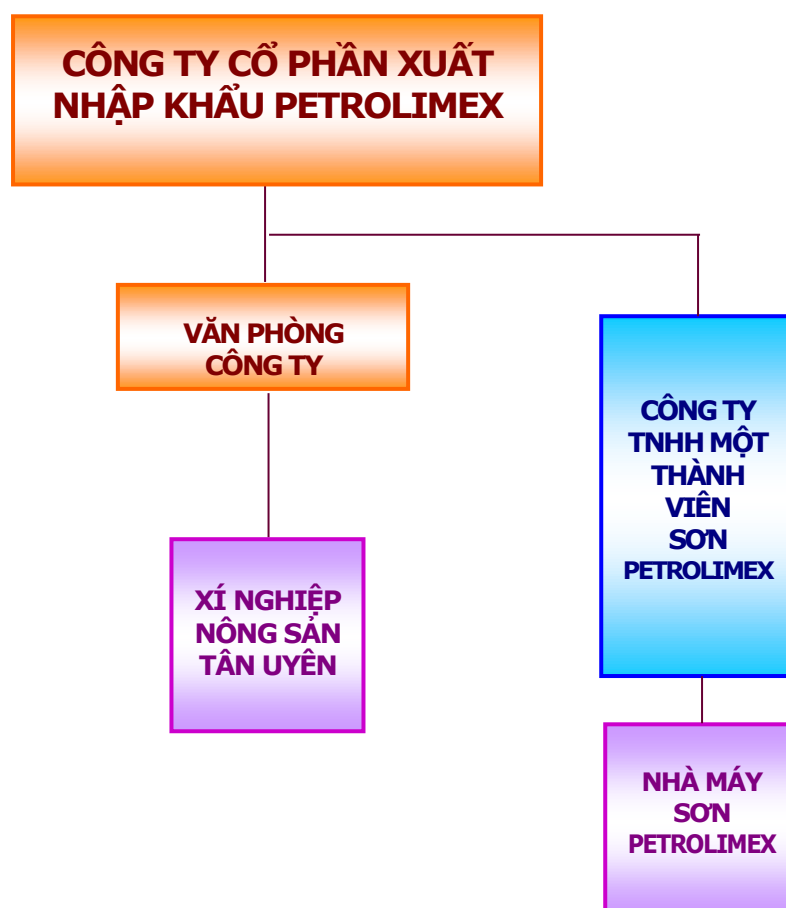 CÔNG TY CỔ PHẦN XUẤT
NHẬP KHẨU PETROLIMEX
VĂN PHÒNG
CÔNG TY
CÔNG TY
TNHH MỘT
THÀNH
VIÊN
SƠN
PETROLIMEX
XÍ NGHIỆP
NÔNG SẢN
TÂN UYÊN
NHÀ MÁY
SƠN
PETROLIMEX